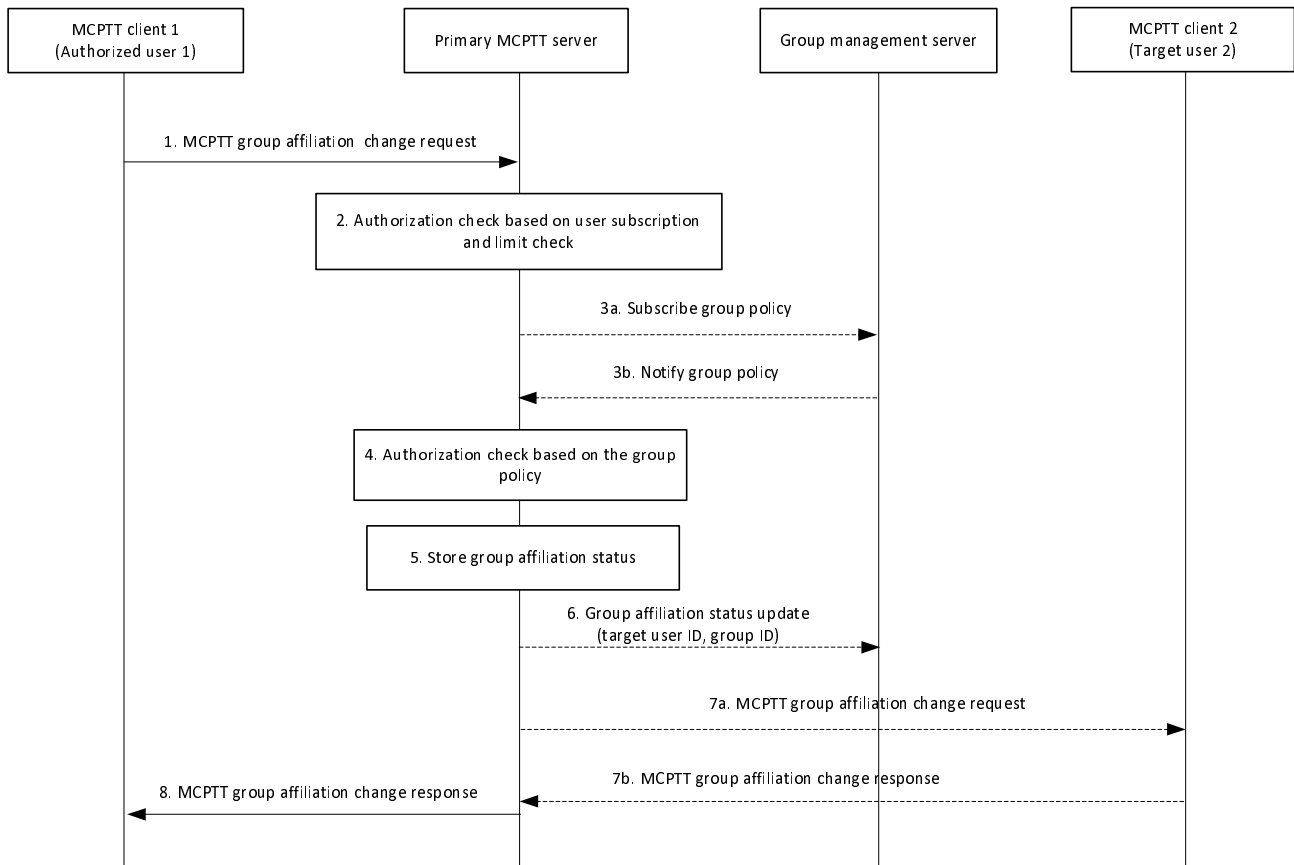 MCPTT client 1
(Authorized user 1)
Primary MCPTT server
Group management server
MCPTT client 2
(Target user 2)
1. MCPTT group affiliation change request
2. Authorization check based on user subscription
and limit check
3a. Subscribe group policy
3b. Notify group policy
4. Authorization check based on the group
policy
5. Store group affiliation status
6. Group affiliation status update
(target user ID, group ID)
7a. MCPTT group affiliation change request
7b. MCPTT group affiliation change response
8. MCPTT group affiliation change response